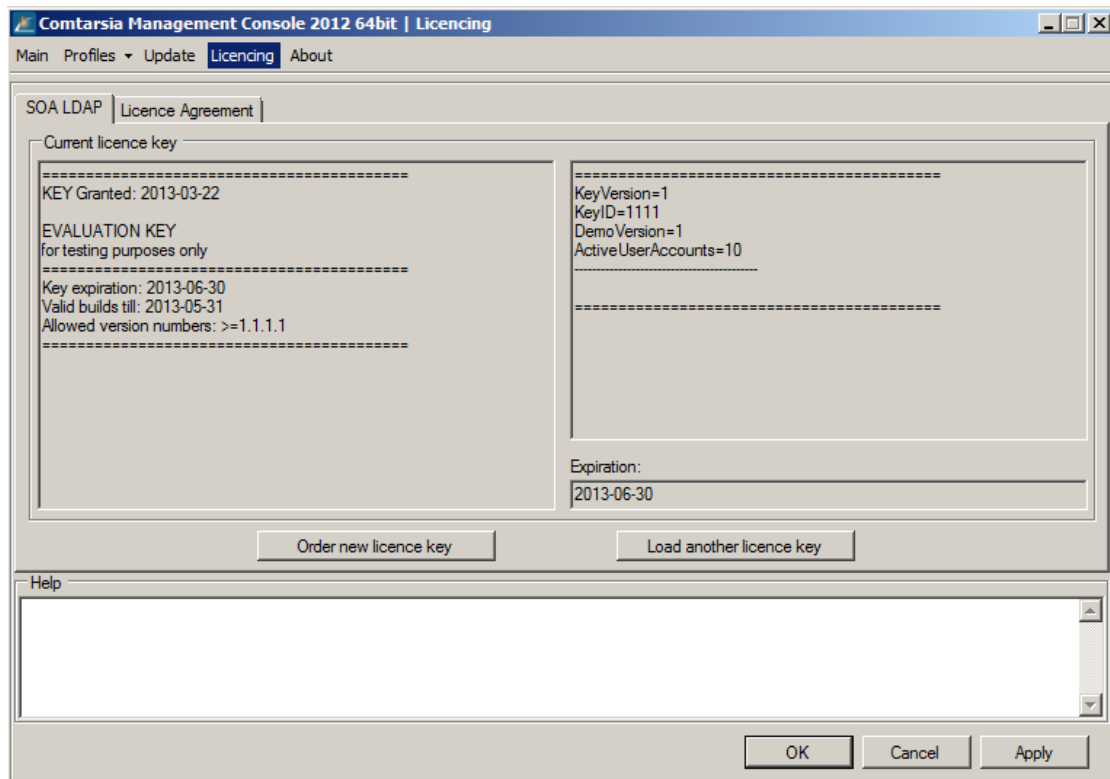 Comtarsia Management Console 2012 64bit | Licencing
Main Profiles Update Licencing About
SOA LDAP Licence Agreement
Current licence key
==========================================
KEY Granted: 2013-03-22
EVALUATION KEY
for testing purposes only
==========================================
Key expiration: 2013-06-30
Valid builds till: 2013-05-31
Allowed version numbers: >=1.1.1.1
==========================================
==========================================
KeyVersion=1
KeyID=1111
DemoVersion=1
ActiveUserAccounts=10
------------------------------------------
==========================================
Expiration:
2013-06-30
Order new licence key Load another licence key
Help
OK Cancel Apply